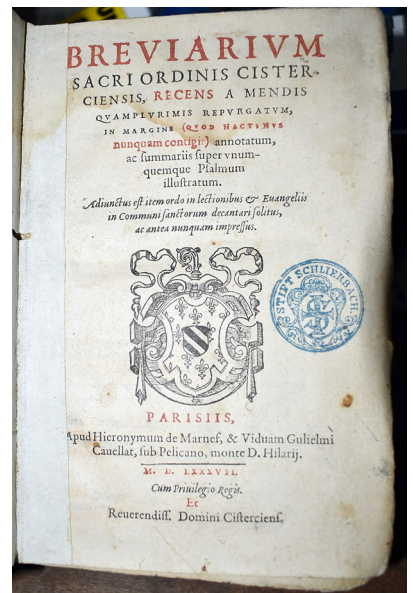 BREVIARIVM
SACRI ORDINIS CISTER-
CIENSIS, RECENS A MENDIS
QVAMPLVRIMIS REPVRGATVM,
IN MARGINE (QVOD HACTENVS
nunquam contigit) annotatum,
ac summariis super vnum-
quemque Psalmum
illustratum.
Adiunctus est item ordo in lectionibus & Euangeliis
in Communi sanctorum decantari solitus,
ac antea nunquam impressus.
STIFT SCHLIERBACH
PARISIIS,
Apud Hieronymum de Marnef, & Viduam Gulielmi
Cauellat, sub Pelicano, monte D. Hilarij.
M. D. LXXXVII.
Cum Priuilegio Regis.
Et
Reuerendiss. Domini Cisterciens.